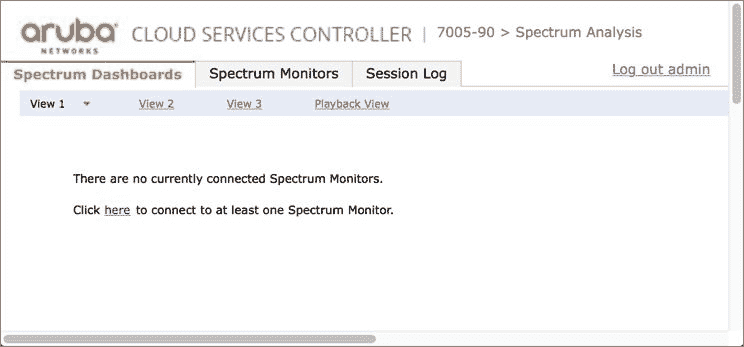 aruba NETWORKS CLOUD SERVICES CONTROLLER | 7005-90 > Spectrum Analysis
Spectrum Dashboards Spectrum Monitors Session Log Log out admin
View 1 View 2 View 3 Playback View
There are no currently connected Spectrum Monitors.
Click here to connect to at least one Spectrum Monitor.